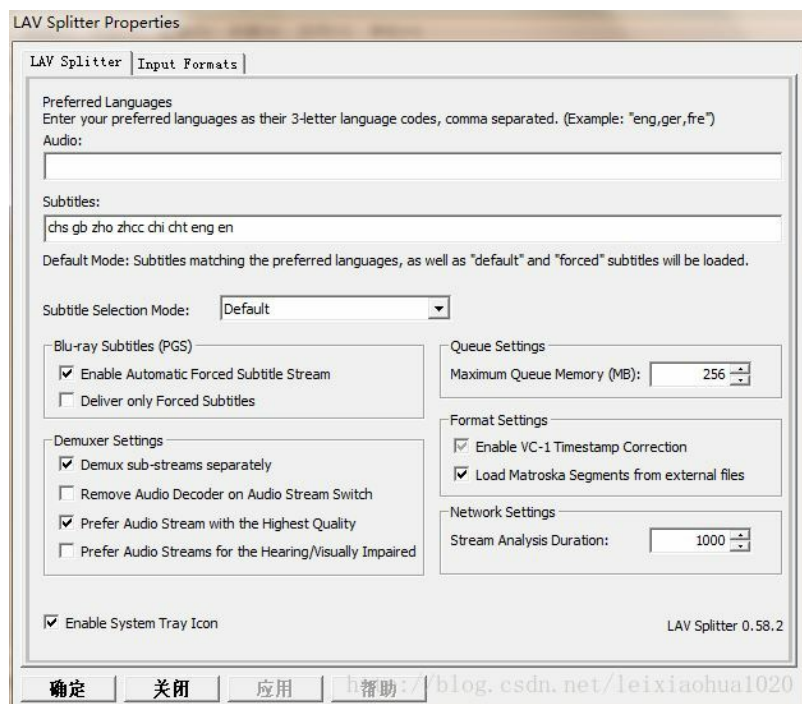 LAV Splitter Properties
LAV Splitter
Input Formats
Preferred Languages
Enter your preferred languages as their 3-letter language codes, comma separated. (Example: "eng,ger,fre")
Audio:
Subtitles:
chs gb zho zhcc chi cht eng en
Default Mode: Subtitles matching the preferred languages, as well as "default" and "forced" subtitles will be loaded.
Subtitle Selection Mode: Default
Blu-ray Subtitles (PGS)
Enable Automatic Forced Subtitle Stream
Deliver only Forced Subtitles
Queue Settings
Maximum Queue Memory (MB): 256
Demuxer Settings
Demux sub-streams separately
Remove Audio Decoder on Audio Stream Switch
Prefer Audio Stream with the Highest Quality
Prefer Audio Streams for the Hearing/Visually Impaired
Format Settings
Enable VC-1 Timestamp Correction
Load Matroska Segments from external files
Network Settings
Stream Analysis Duration: 1000
Enable System Tray Icon
LAV Splitter 0.58.2
确定 关闭 应用 帮助
blog.csdn.net/leixiaohua1020